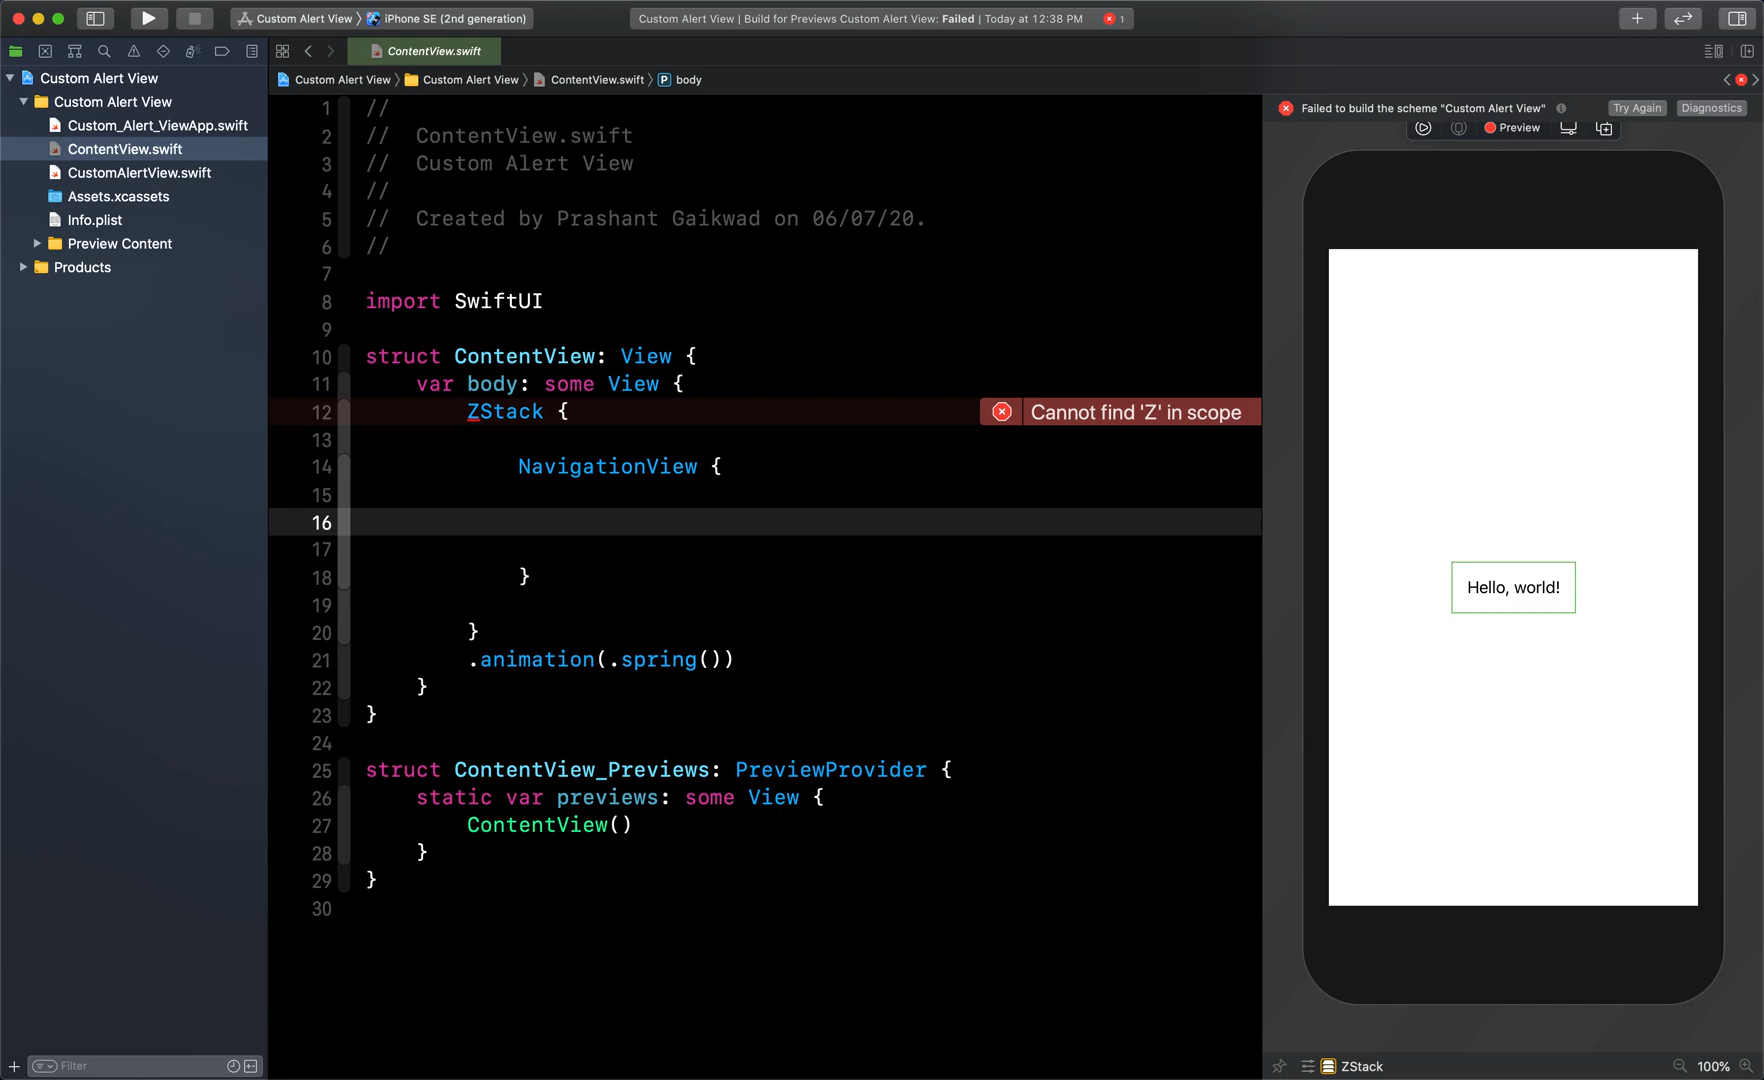 Custom Alert View 〉 iPhone SE (2nd generation)
Custom Alert View | Build for Previews Custom Alert View: Failed | Today at 12:38 PM
1
ContentView.swift
Custom Alert View 〉 Custom Alert View 〉 ContentView.swift 〉 P body
Custom Alert View
Custom Alert View
Custom_Alert_ViewApp.swift
ContentView.swift
CustomAlertView.swift
Assets.xcassets
Info.plist
Preview Content
Products
Filter
1 //
2 //  ContentView.swift
3 //  Custom Alert View
4 //
5 //  Created by Prashant Gaikwad on 06/07/20.
6 //
7
8 import SwiftUI
9
10 struct ContentView: View {
11     var body: some View {
12         ZStack {
Cannot find 'Z' in scope
13
14             NavigationView {
15
16
17
18             }
19
20         }
21         .animation(.spring())
22     }
23 }
24
25 struct ContentView_Previews: PreviewProvider {
26     static var previews: some View {
27         ContentView()
28     }
29 }
30
Failed to build the scheme "Custom Alert View"
Try Again
Diagnostics
Preview
Hello, world!
ZStack
100%